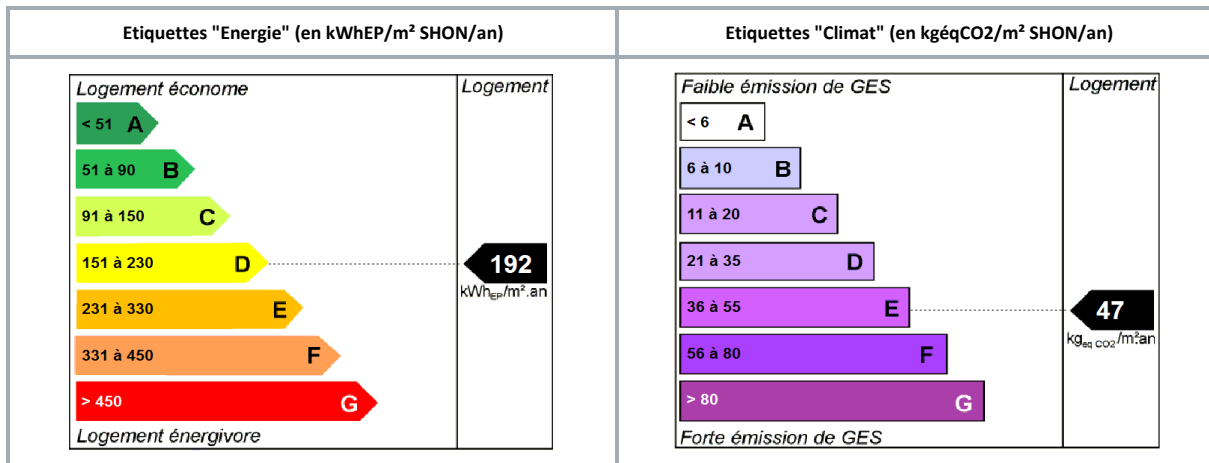 Etiquettes "Energie" (en kWhEP/m² SHON/an)
Logement économe
Logement
< 51 A
51 à 90 B
91 à 150 C
151 à 230 D
192
kWhEP/m².an
231 à 330 E
331 à 450 F
> 450 G
Logement énergivore
Etiquettes "Climat" (en kgéqCO2/m² SHON/an)
Faible émission de GES
Logement
< 6 A
6 à 10 B
11 à 20 C
21 à 35 D
36 à 55 E
47
kgeq CO2/m².an
56 à 80 F
> 80 G
Forte émission de GES